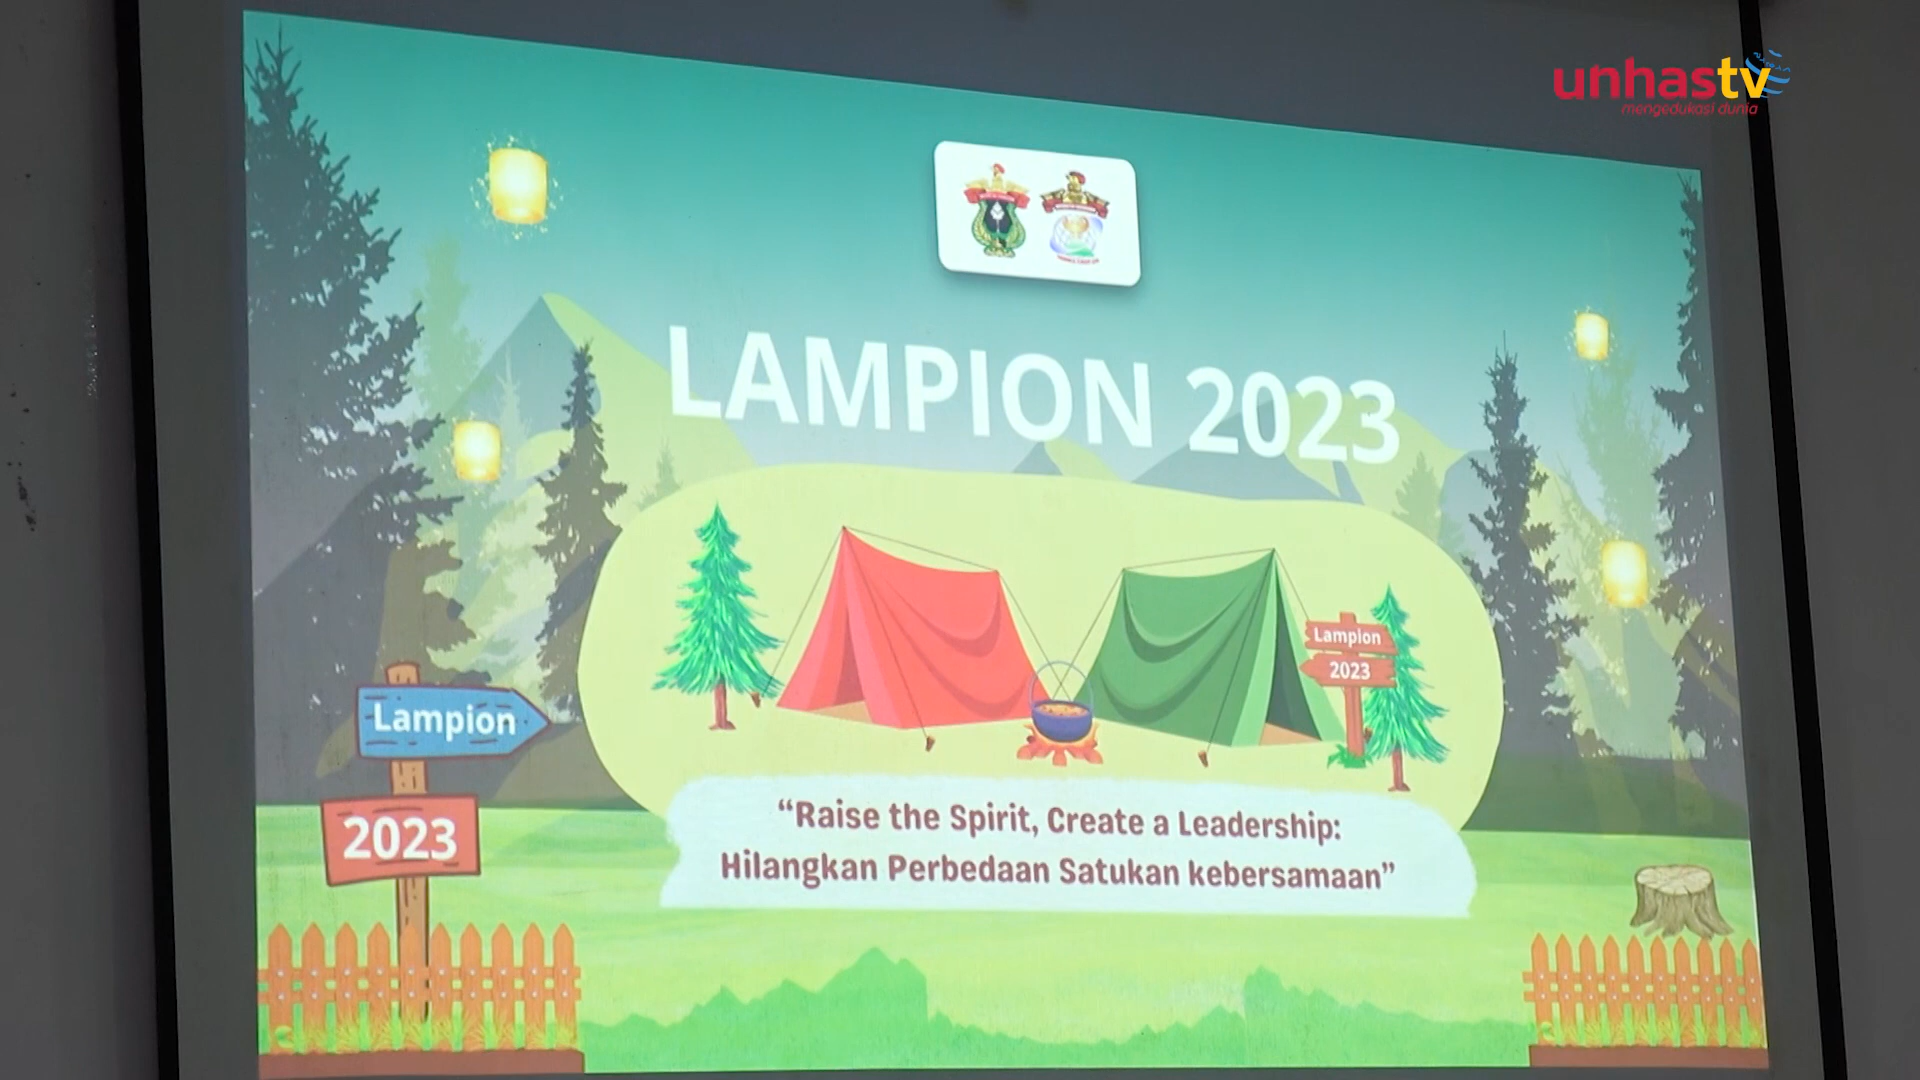 unhastv
mengedukasi dunia
LAMPION 2023
Lampion
2023
Lampion
2023
“Raise the Spirit, Create a Leadership:
Hilangkan Perbedaan Satukan kebersamaan”